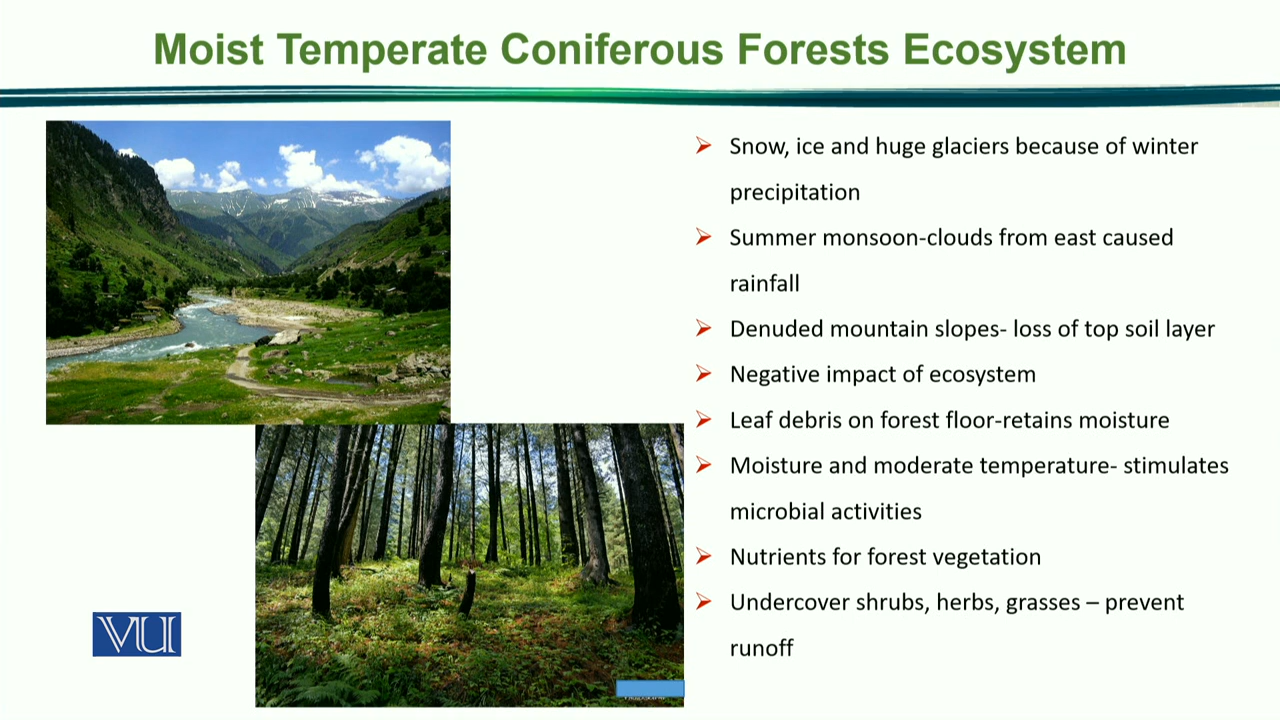 Moist Temperate Coniferous Forests Ecosystem
Snow, ice and huge glaciers because of winter
precipitation
Summer monsoon-clouds from east caused
rainfall
Denuded mountain slopes- loss of top soil layer
Negative impact of ecosystem
Leaf debris on forest floor-retains moisture
Moisture and moderate temperature- stimulates
microbial activities
Nutrients for forest vegetation
Undercover shrubs, herbs, grasses – prevent
runoff
VU